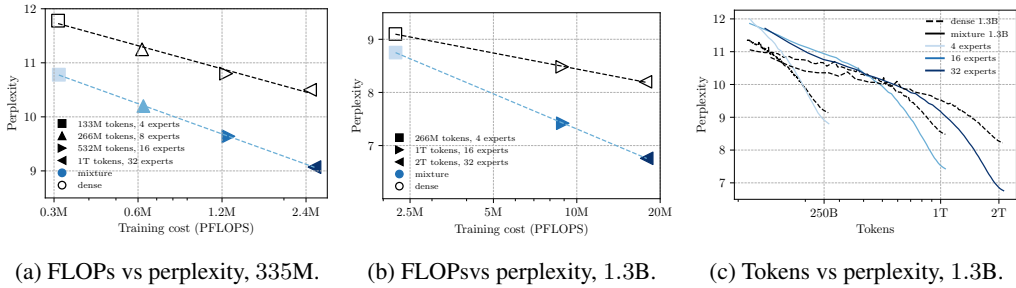 (a)
12
11
10
9
Perplexity
133M tokens, 4 experts
266M tokens, 8 experts
532M tokens, 16 experts
1T tokens, 32 experts
mixture
dense
0.3M
0.6M
1.2M
2.4M
Training cost (PFLOPS)
(b)
9
8
7
Perplexity
266M tokens, 4 experts
1T tokens, 16 experts
2T tokens, 32 experts
mixture
dense
2.5M
5M
10M
20M
Training cost (PFLOPS)
(c)
12
11
10
9
8
7
Perplexity
dense 1.3B
mixture 1.3B
4 experts
16 experts
32 experts
250B
1T
2T
Tokens
(a) FLOPs vs perplexity, 335M.
(b) FLOPsvs perplexity, 1.3B.
(c) Tokens vs perplexity, 1.3B.